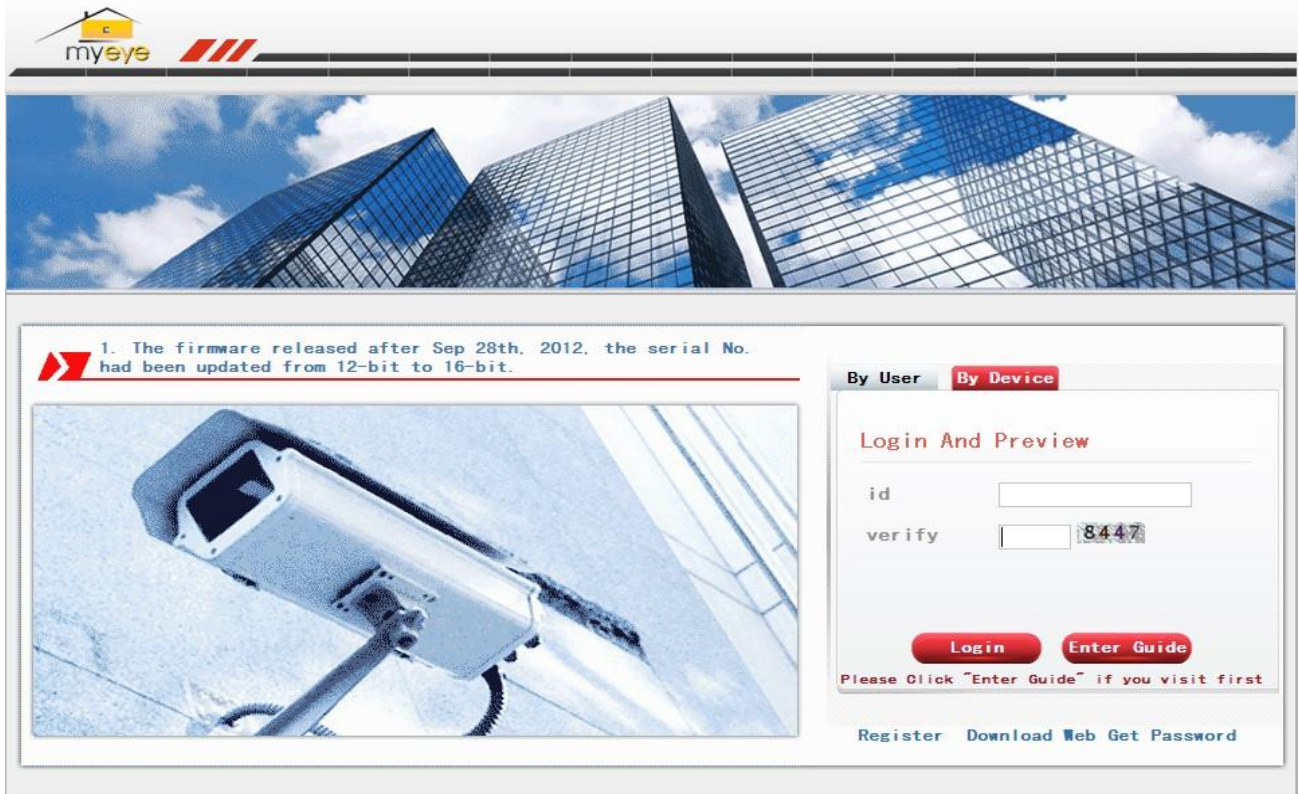 myeye
1. The firmware released after Sep 28th, 2012, the serial No.
had been updated from 12-bit to 16-bit.
By User By Device
Login And Preview
id
verify 8447
Login Enter Guide
Please Click "Enter Guide" if you visit first
Register Download Web Get Password